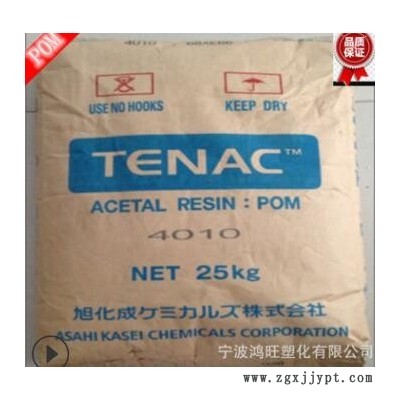 POM
品质
保证
4010
USE NO HOOKS
KEEP DRY
TENAC™
ACETAL RESIN : POM
4010
NET 25kg
旭化成ケミカルズ株式会社
ASAHI KASEI CHEMICALS CORPORATION
宁波鸿旺塑化有限公司
www.zgxjjypt.com